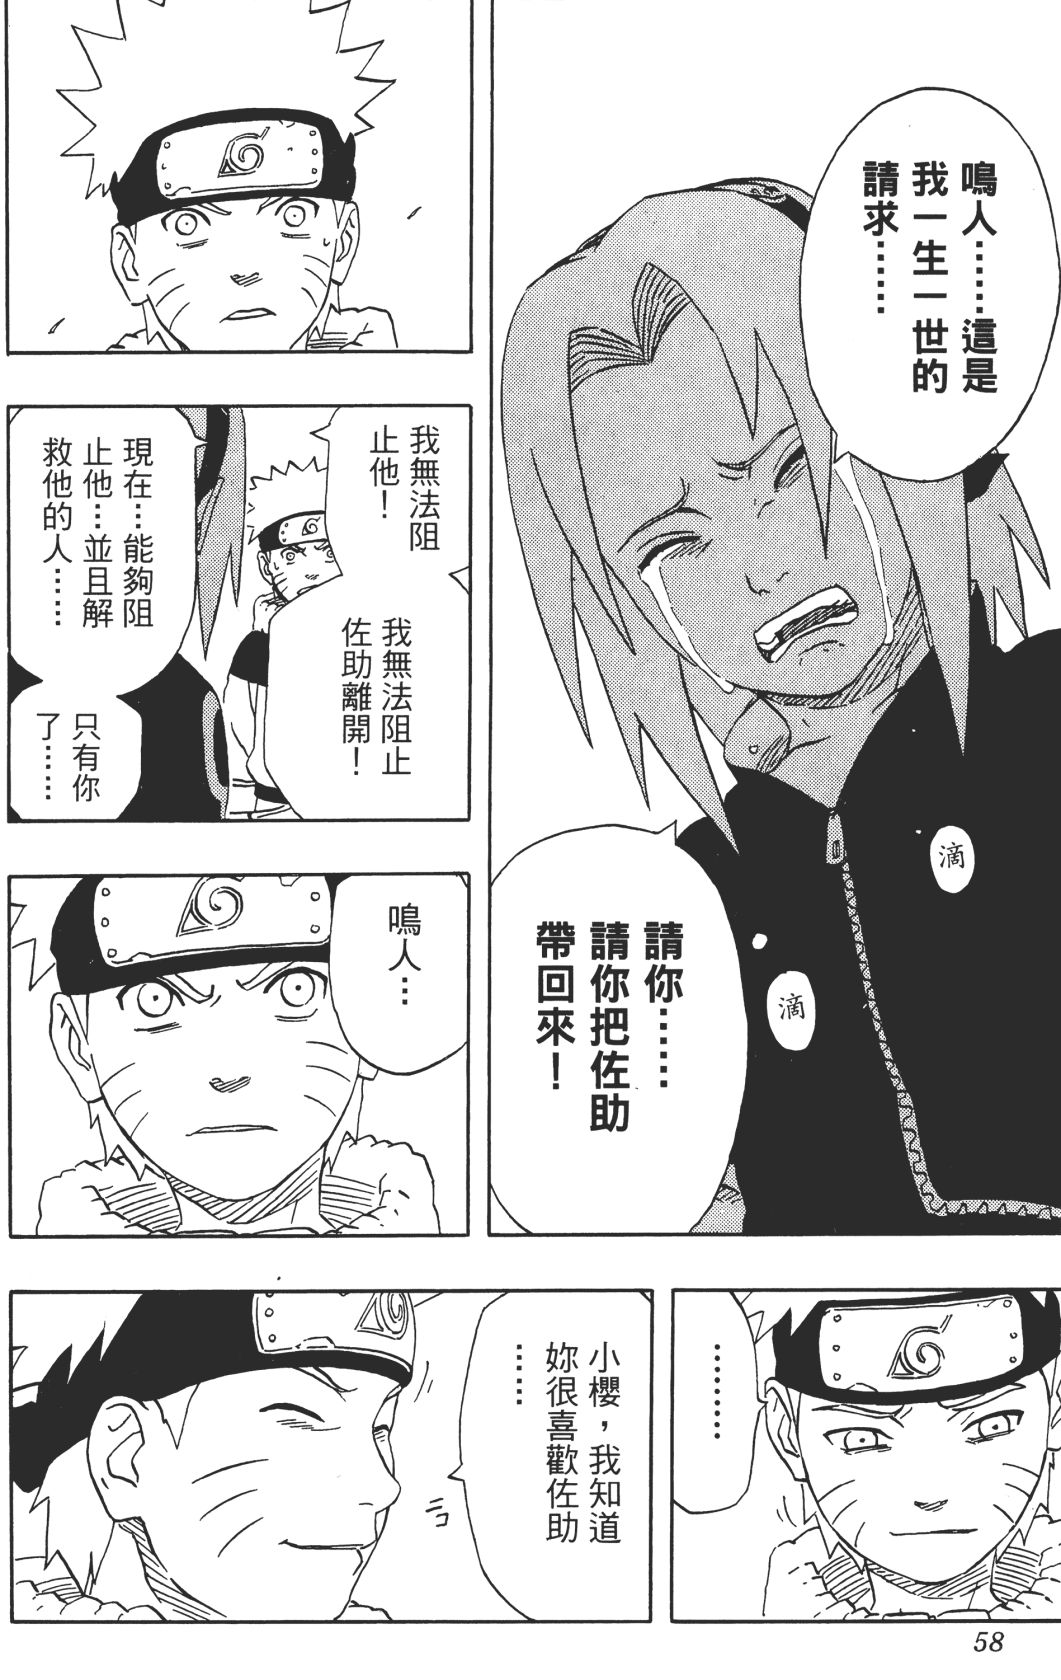 鳴人……這是
我一生一世的
請求……
滴
滴
請你……
請你把佐助
帶回來！
我無法阻
止他！
我無法阻止
佐助離開！
現在…能夠阻
止他…並且解
救他的人……
只有你
了……
鳴人…
………
小櫻，我知道
妳很喜歡佐助
……
58